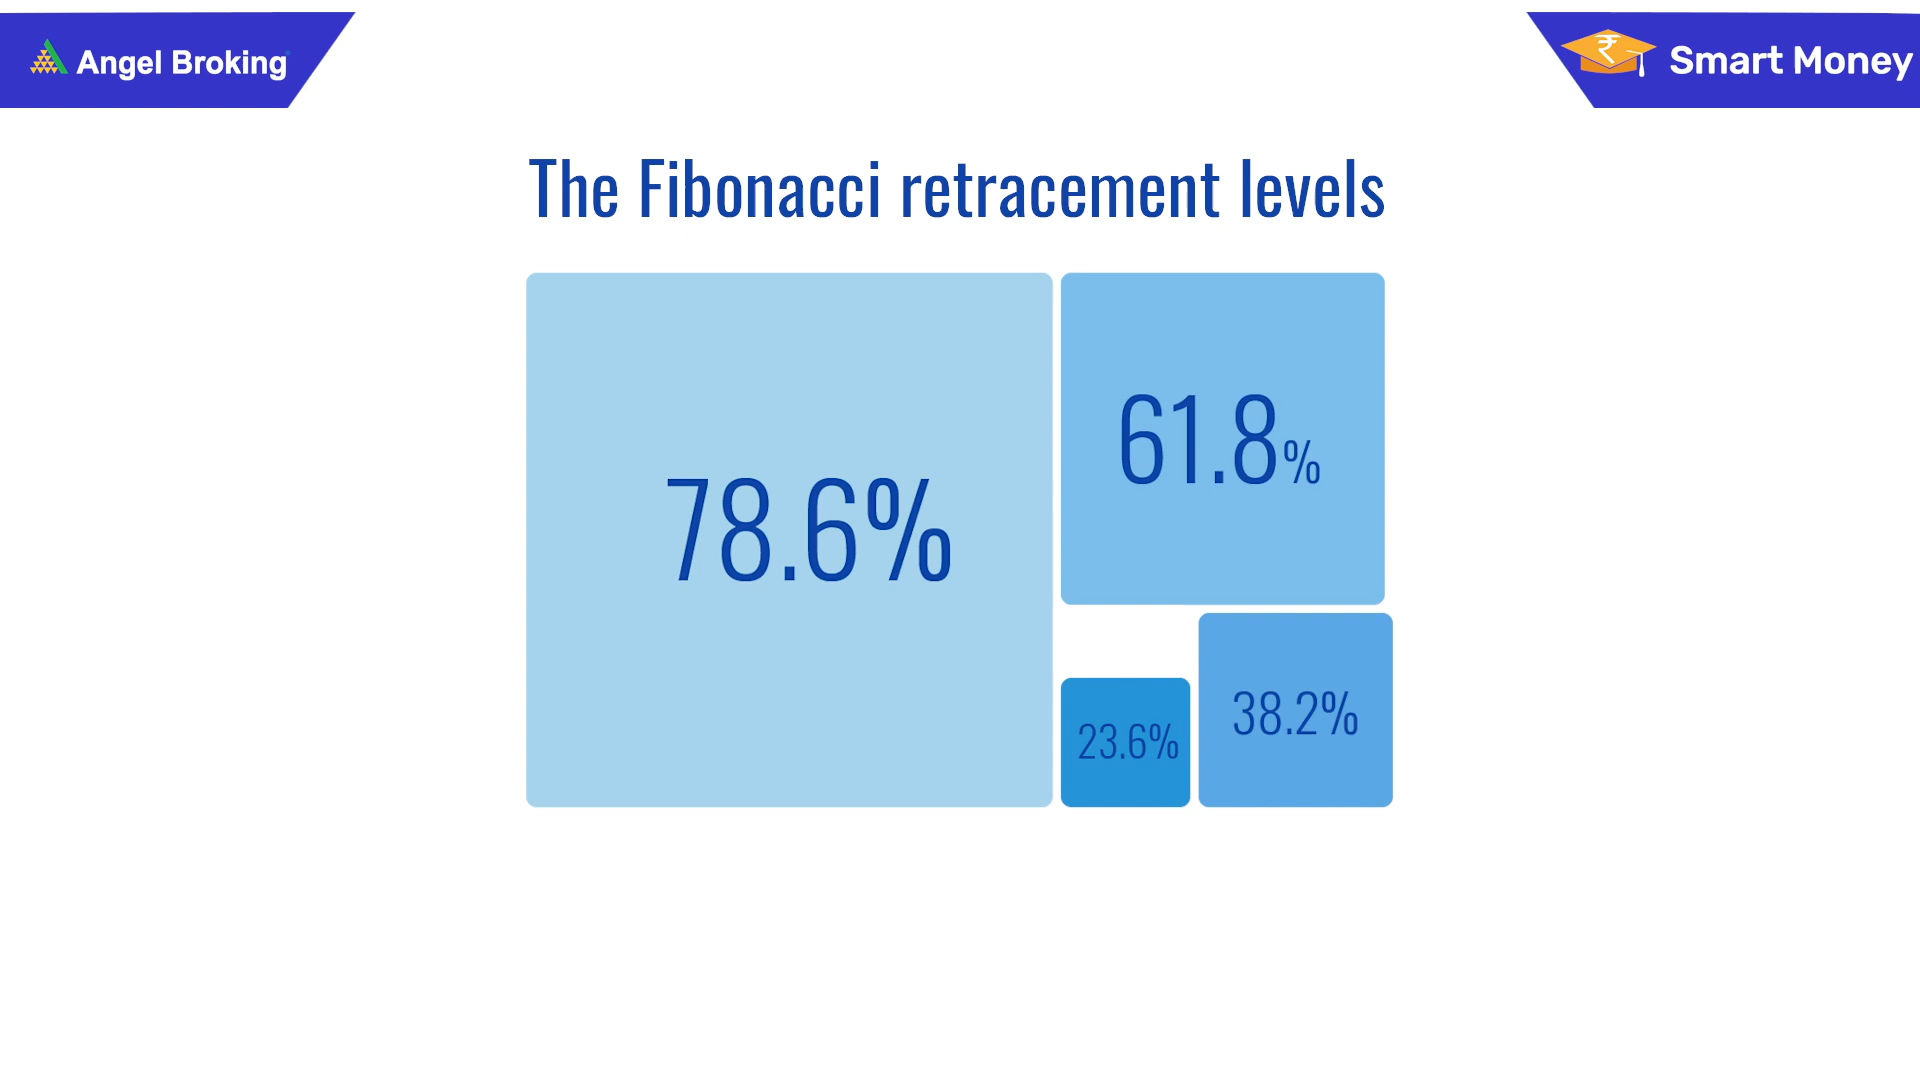 Angel Broking
Smart Money
The Fibonacci retracement levels
78.6%
61.8%
23.6%
38.2%